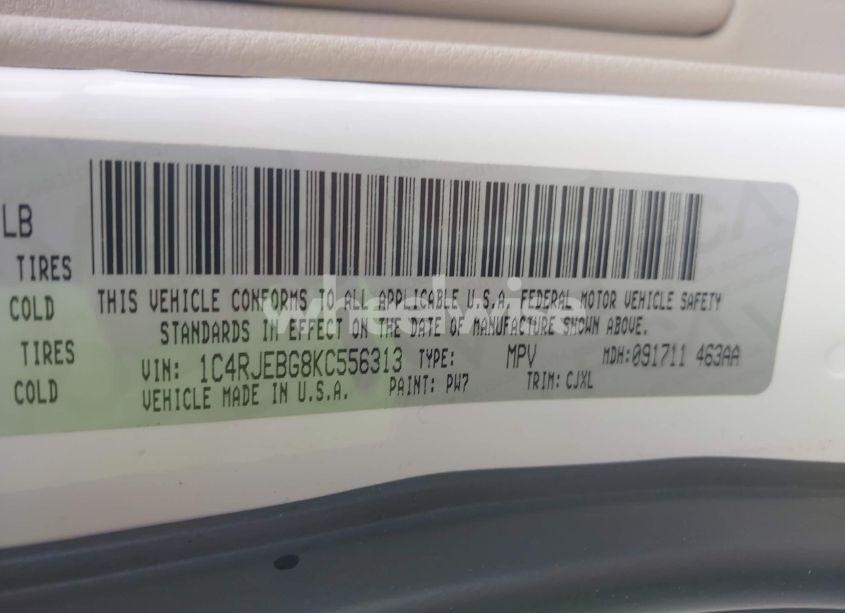 LB
TIRES
COLD
TIRES
COLD
THIS VEHICLE CONFORMS TO ALL APPLICABLE U.S.A. FEDERAL MOTOR VEHICLE SAFETY
STANDARDS IN EFFECT ON THE DATE OF MANUFACTURE SHOWN ABOVE.
VIN: 1C4RJEBG8KC556313 TYPE: MPV MDH:091711 463AA
VEHICLE MADE IN U.S.A. PAINT: PW7 TRIM: CJXL